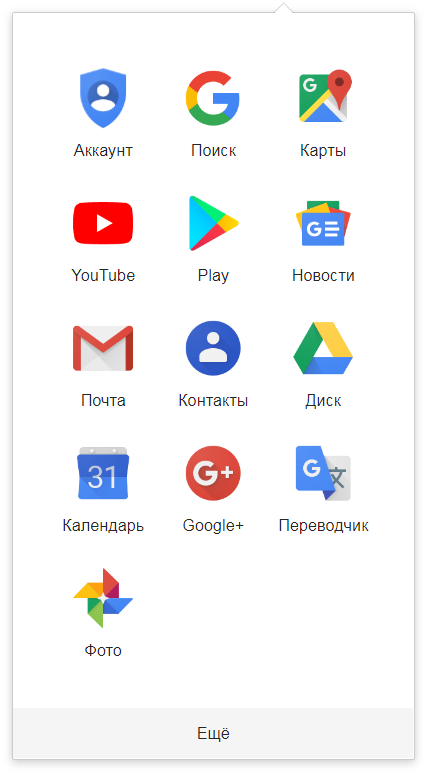 Аккаунт Поиск Карты
YouTube Play Новости
Почта Контакты Диск
31
Календарь Google+ Переводчик
Фото
Ещё